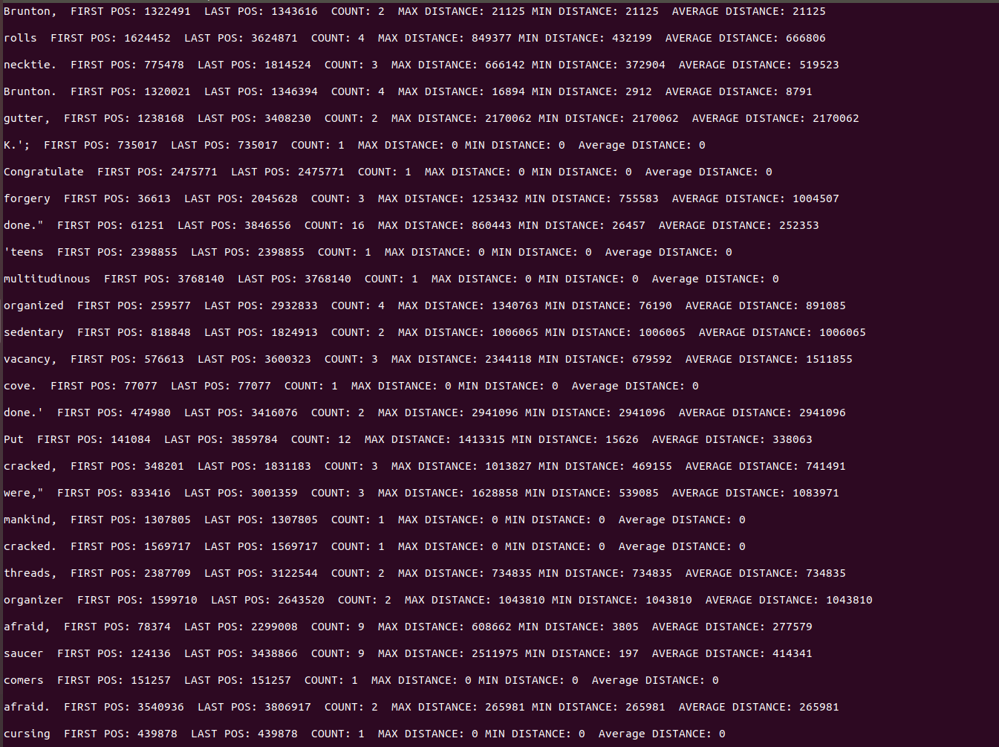 Brunton,  FIRST POS: 1322491  LAST POS: 1343616  COUNT: 2  MAX DISTANCE: 21125 MIN DISTANCE: 21125  AVERAGE DISTANCE: 21125
rolls  FIRST POS: 1624452  LAST POS: 3624871  COUNT: 4  MAX DISTANCE: 849377 MIN DISTANCE: 432199  AVERAGE DISTANCE: 666806
necktie.  FIRST POS: 775478  LAST POS: 1814524  COUNT: 3  MAX DISTANCE: 666142 MIN DISTANCE: 372904  AVERAGE DISTANCE: 519523
Brunton.  FIRST POS: 1320021  LAST POS: 1346394  COUNT: 4  MAX DISTANCE: 16894 MIN DISTANCE: 2912  AVERAGE DISTANCE: 8791
gutter,  FIRST POS: 1238168  LAST POS: 3408230  COUNT: 2  MAX DISTANCE: 2170062 MIN DISTANCE: 2170062  AVERAGE DISTANCE: 2170062
K.';  FIRST POS: 735017  LAST POS: 735017  COUNT: 1  MAX DISTANCE: 0 MIN DISTANCE: 0  Average DISTANCE: 0
Congratulate  FIRST POS: 2475771  LAST POS: 2475771  COUNT: 1  MAX DISTANCE: 0 MIN DISTANCE: 0  Average DISTANCE: 0
forgery  FIRST POS: 36613  LAST POS: 2045628  COUNT: 3  MAX DISTANCE: 1253432 MIN DISTANCE: 755583  AVERAGE DISTANCE: 1004507
done."  FIRST POS: 61251  LAST POS: 3846556  COUNT: 16  MAX DISTANCE: 860443 MIN DISTANCE: 26457  AVERAGE DISTANCE: 252353
'teens  FIRST POS: 2398855  LAST POS: 2398855  COUNT: 1  MAX DISTANCE: 0 MIN DISTANCE: 0  Average DISTANCE: 0
multitudinous  FIRST POS: 3768140  LAST POS: 3768140  COUNT: 1  MAX DISTANCE: 0 MIN DISTANCE: 0  Average DISTANCE: 0
organized  FIRST POS: 259577  LAST POS: 2932833  COUNT: 4  MAX DISTANCE: 1340763 MIN DISTANCE: 76190  AVERAGE DISTANCE: 891085
sedentary  FIRST POS: 818848  LAST POS: 1824913  COUNT: 2  MAX DISTANCE: 1006065 MIN DISTANCE: 1006065  AVERAGE DISTANCE: 1006065
vacancy,  FIRST POS: 576613  LAST POS: 3600323  COUNT: 3  MAX DISTANCE: 2344118 MIN DISTANCE: 679592  AVERAGE DISTANCE: 1511855
cove.  FIRST POS: 77077  LAST POS: 77077  COUNT: 1  MAX DISTANCE: 0 MIN DISTANCE: 0  Average DISTANCE: 0
done.'  FIRST POS: 474980  LAST POS: 3416076  COUNT: 2  MAX DISTANCE: 2941096 MIN DISTANCE: 2941096  AVERAGE DISTANCE: 2941096
Put  FIRST POS: 141084  LAST POS: 3859784  COUNT: 12  MAX DISTANCE: 1413315 MIN DISTANCE: 15626  AVERAGE DISTANCE: 338063
cracked,  FIRST POS: 348201  LAST POS: 1831183  COUNT: 3  MAX DISTANCE: 1013827 MIN DISTANCE: 469155  AVERAGE DISTANCE: 741491
were,"  FIRST POS: 833416  LAST POS: 3001359  COUNT: 3  MAX DISTANCE: 1628858 MIN DISTANCE: 539085  AVERAGE DISTANCE: 1083971
mankind,  FIRST POS: 1307805  LAST POS: 1307805  COUNT: 1  MAX DISTANCE: 0 MIN DISTANCE: 0  Average DISTANCE: 0
cracked.  FIRST POS: 1569717  LAST POS: 1569717  COUNT: 1  MAX DISTANCE: 0 MIN DISTANCE: 0  Average DISTANCE: 0
threads,  FIRST POS: 2387709  LAST POS: 3122544  COUNT: 2  MAX DISTANCE: 734835 MIN DISTANCE: 734835  AVERAGE DISTANCE: 734835
organizer  FIRST POS: 1599710  LAST POS: 2643520  COUNT: 2  MAX DISTANCE: 1043810 MIN DISTANCE: 1043810  AVERAGE DISTANCE: 1043810
afraid,  FIRST POS: 78374  LAST POS: 2299008  COUNT: 9  MAX DISTANCE: 608662 MIN DISTANCE: 3805  AVERAGE DISTANCE: 277579
saucer  FIRST POS: 124136  LAST POS: 3438866  COUNT: 9  MAX DISTANCE: 2511975 MIN DISTANCE: 197  AVERAGE DISTANCE: 414341
comers  FIRST POS: 151257  LAST POS: 151257  COUNT: 1  MAX DISTANCE: 0 MIN DISTANCE: 0  Average DISTANCE: 0
afraid.  FIRST POS: 3540936  LAST POS: 3806917  COUNT: 2  MAX DISTANCE: 265981 MIN DISTANCE: 265981  AVERAGE DISTANCE: 265981
cursing  FIRST POS: 439878  LAST POS: 439878  COUNT: 1  MAX DISTANCE: 0 MIN DISTANCE: 0  Average DISTANCE: 0